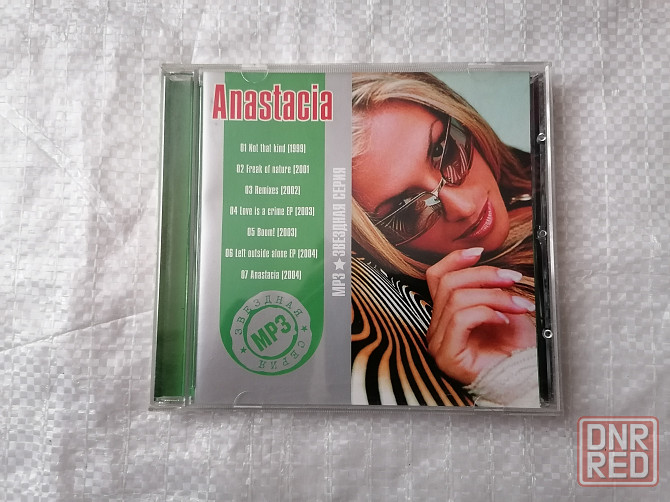 Anastacia
01 Not that kind (1999)
02 Freak of nature (2001
03 Remixes (2002)
04 Love is a crime EP (2003)
05 Boom! (2003)
06 Left outside alone EP (2004)
07 Anastacia (2004)
ЗВЕЗДНАЯ
MP3
СЕРИЯ
MP3★ЗВЕЗДНАЯ СЕРИЯ
DNR
RED